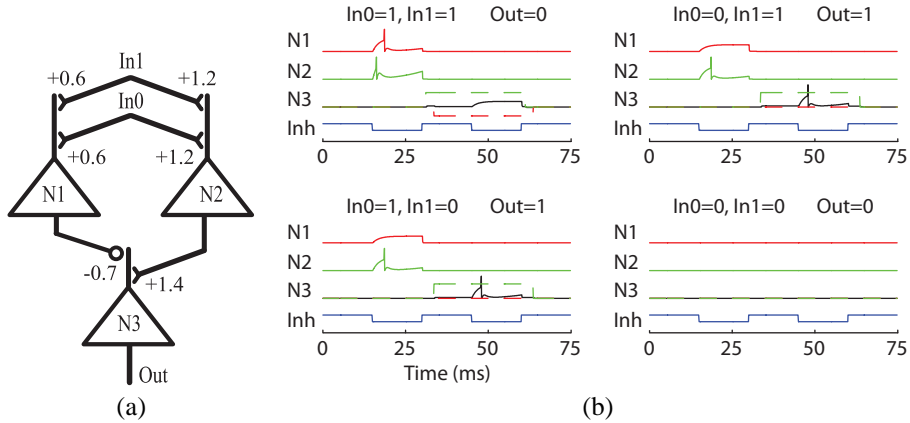 In1
+0.6
+1.2
In0
+0.6
+1.2
N1
N2
-0.7
+1.4
N3
Out
(a)
In0=1, In1=1 Out=0
N1
N2
N3
Inh
0 25 50 75
In0=0, In1=1 Out=1
N1
N2
N3
Inh
0 25 50 75
In0=1, In1=0 Out=1
N1
N2
N3
Inh
0 25 50 75
Time (ms)
In0=0, In1=0 Out=0
N1
N2
N3
Inh
0 25 50 75
(b)